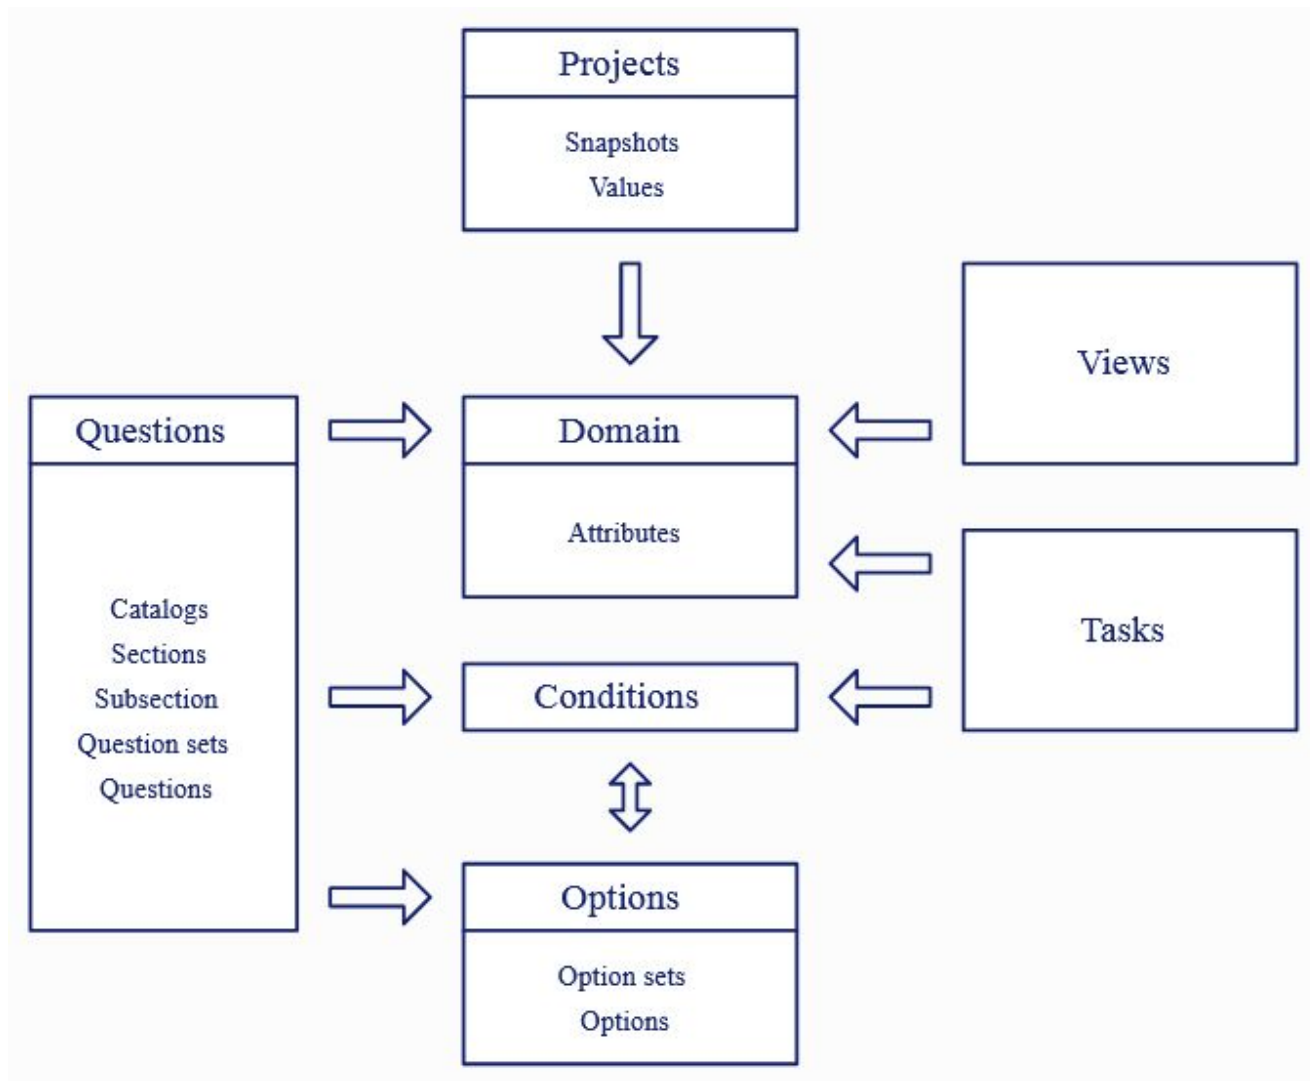 Projects
Snapshots
Values
Views
Questions
Domain
Attributes
Tasks
Catalogs
Sections
Subsection
Question sets
Questions
Conditions
Options
Option sets
Options